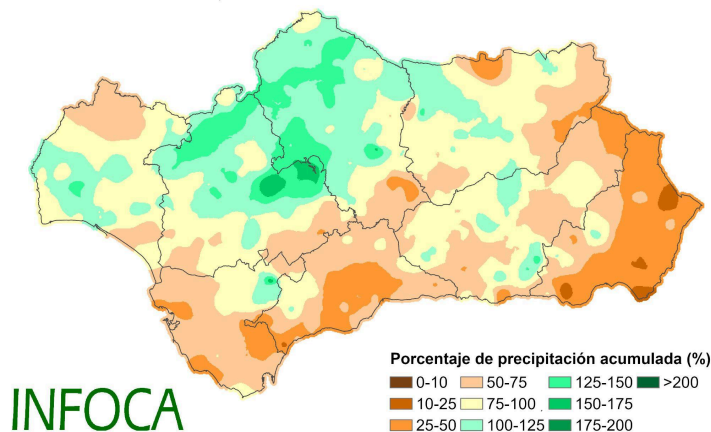 Porcentaje de precipitación acumulada (%)
0-10 50-75 125-150 >200
10-25 75-100 150-175
25-50 100-125 175-200
INFOCA